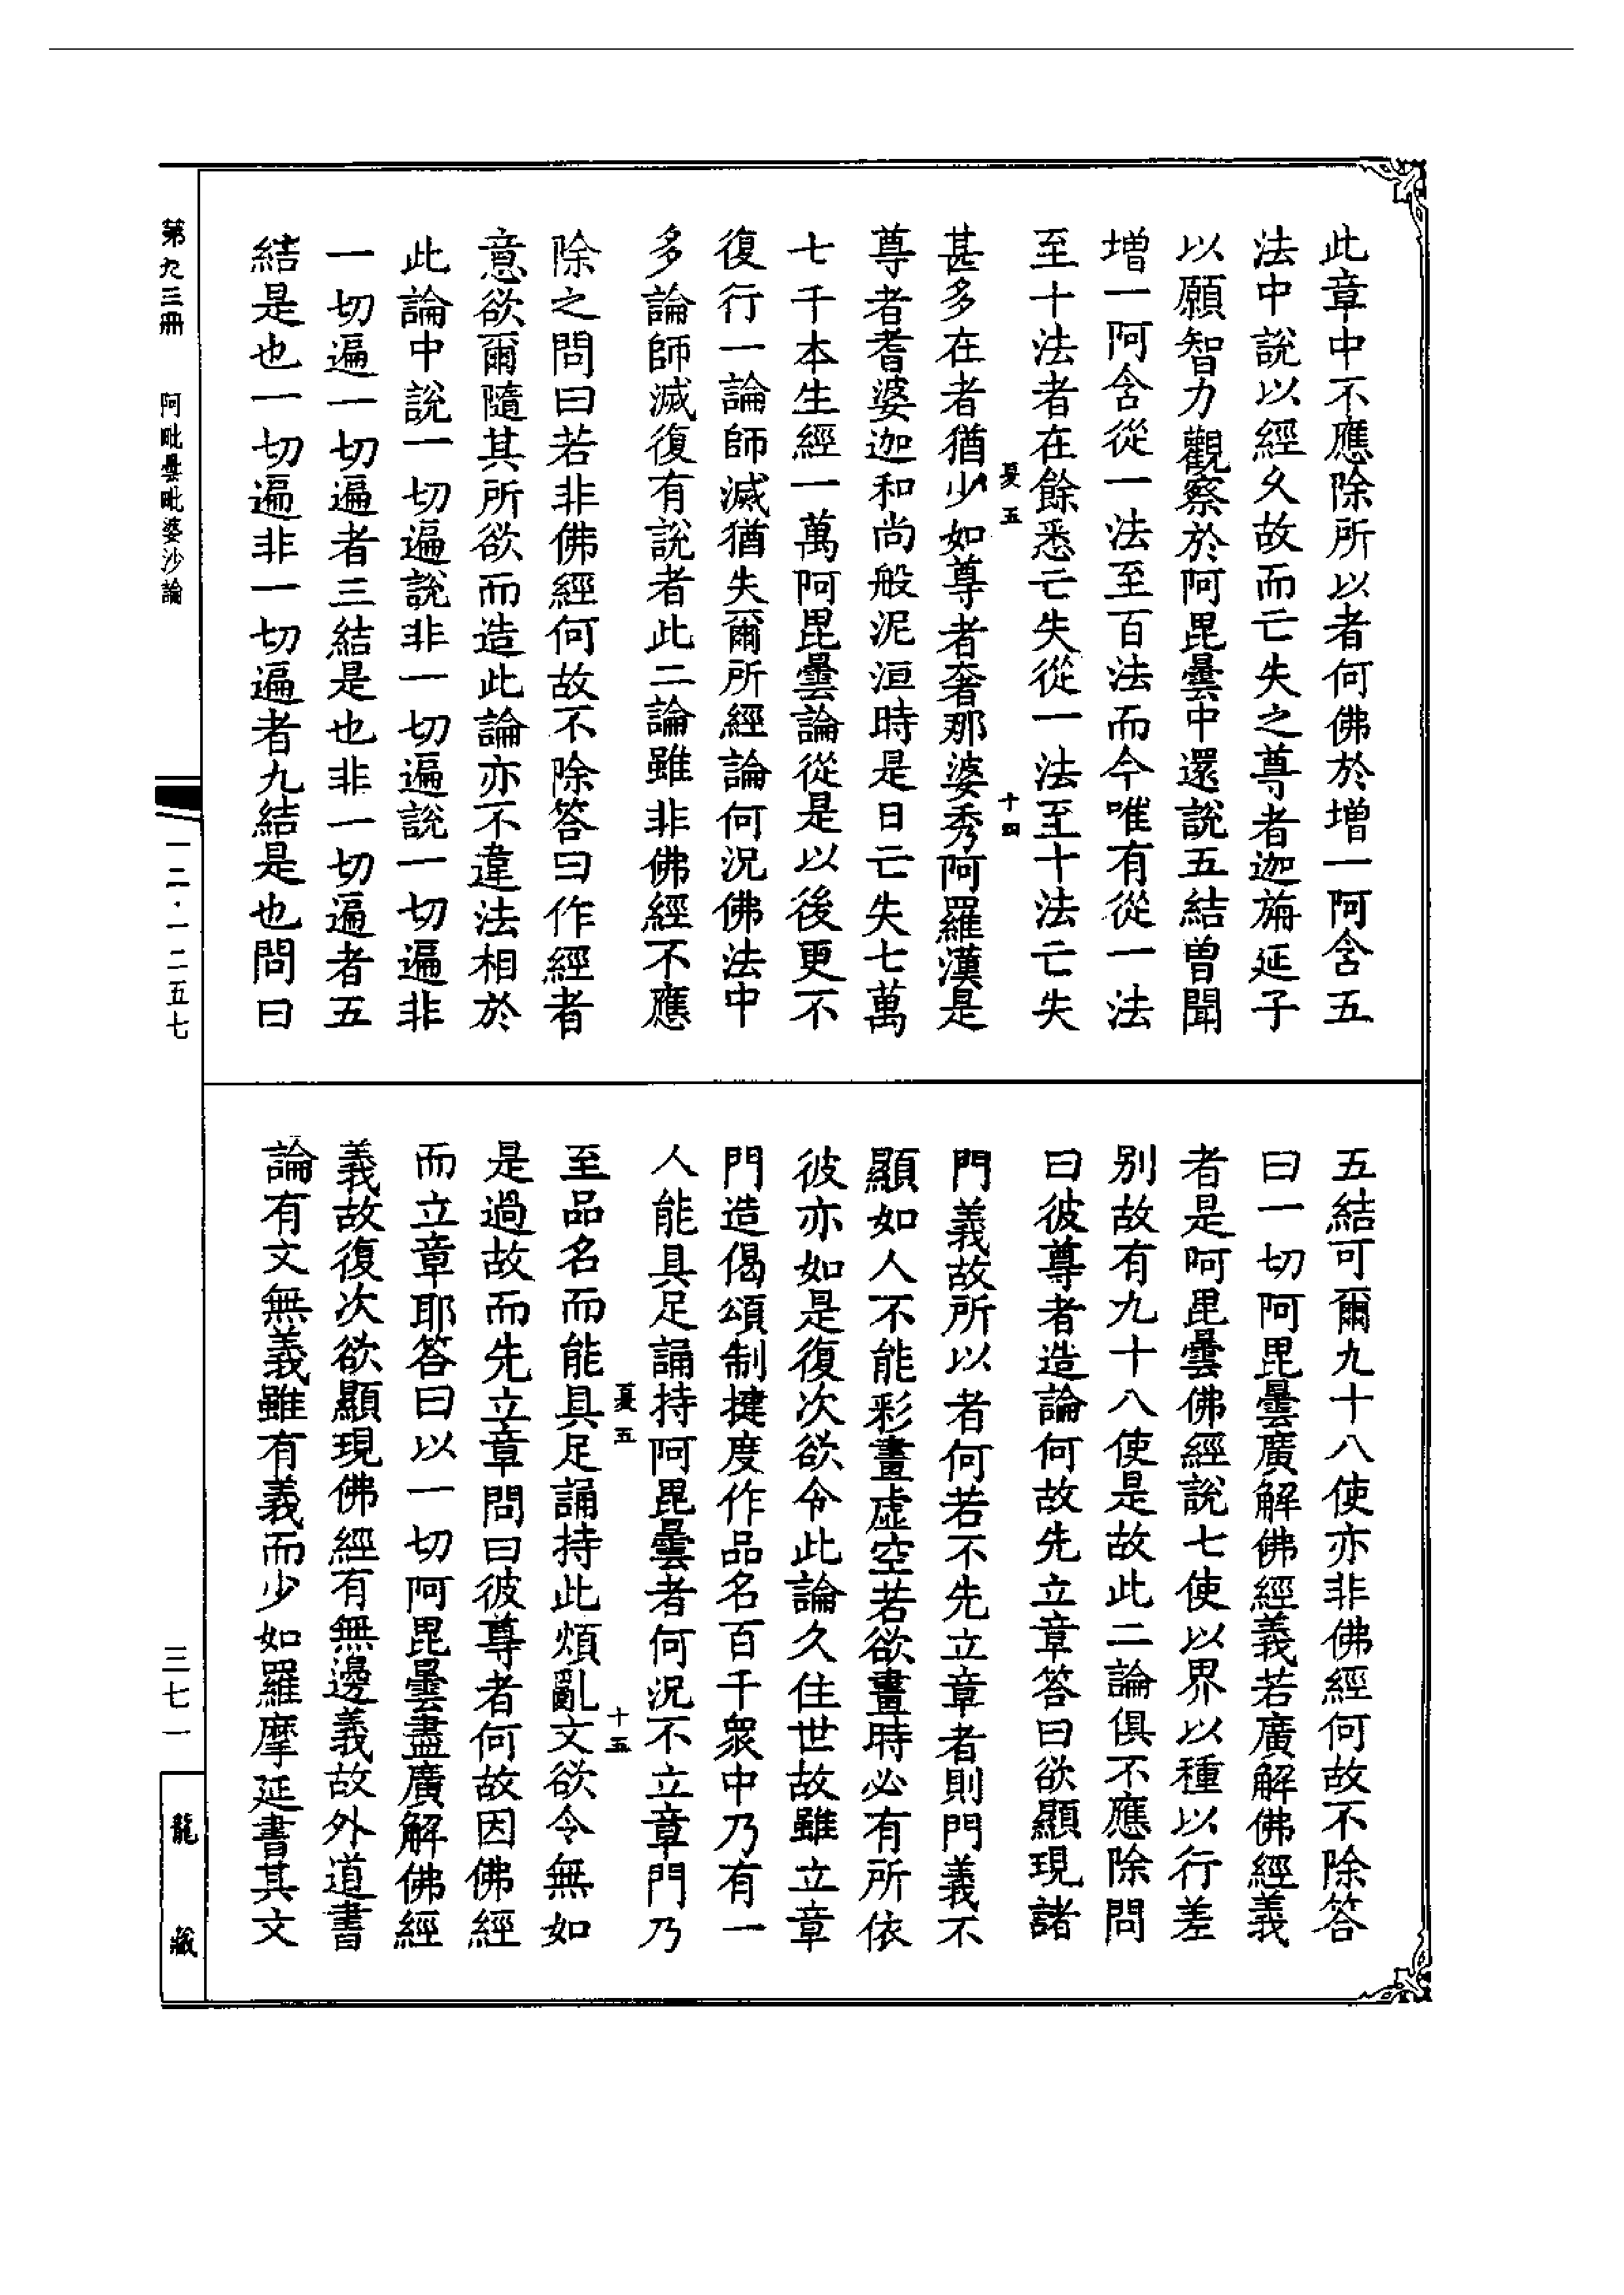 此章中不應除所以者何佛於増一阿含五
法中說以經久故而亡失之尊者迦旃延子
以願智力觀察於阿毘曇中還說五結曽聞
増一阿含從一法至百法而今唯有從一法
至十法者在餘悉亡失從一法至十法亡失
夏五
十四
甚多在者猶少如尊者奢那婆秀阿羅漢是
尊者耆婆迦和尚般泥洹時是日亡失七萬
七千本生經一萬阿毘曇論從是以後更不
復行一論師滅猶失爾所經論何況佛法中
多論師滅復有說者此二論雖非佛經不應
除之問曰若非佛經何故不除答曰作經者
意欲爾隨其所欲而造此論亦不違法相於
此論中說一切遍說非一切遍說一切遍非
一切遍一切遍者三結是也非一切遍者五
結是也一切遍非一切遍者九結是也問曰
五結可爾九十八使亦非佛經何故不除答
曰一切阿毘曇廣解佛經義若廣解佛經義
者是阿毘曇佛經說七使以界以種以行差
别故有九十八使是故此二論俱不應除問
曰彼尊者造論何故先立章答曰欲顯現諸
門義故所以者何若不先立章者則門義不
顯如人不能彩畫虛空若欲畫時必有所依
彼亦如是復次欲令此論久住世故雖立章
門造偈頌制揵度作品名百千衆中乃有一
人能具足誦持阿毘曇者何況不立章門乃
夏五
十五
至品名而能具足誦持此煩亂文欲令無如
是過故而先立章問曰彼尊者何故因佛經
而立章耶答曰以一切阿毘曇盡廣解佛經
義故復次欲顯現佛經有無邊義故外道書
論有文無義雖有義而少如羅摩延書其文
第九三冊
阿毗曇毗婆沙論
一二·一二五七
三七一
龍藏